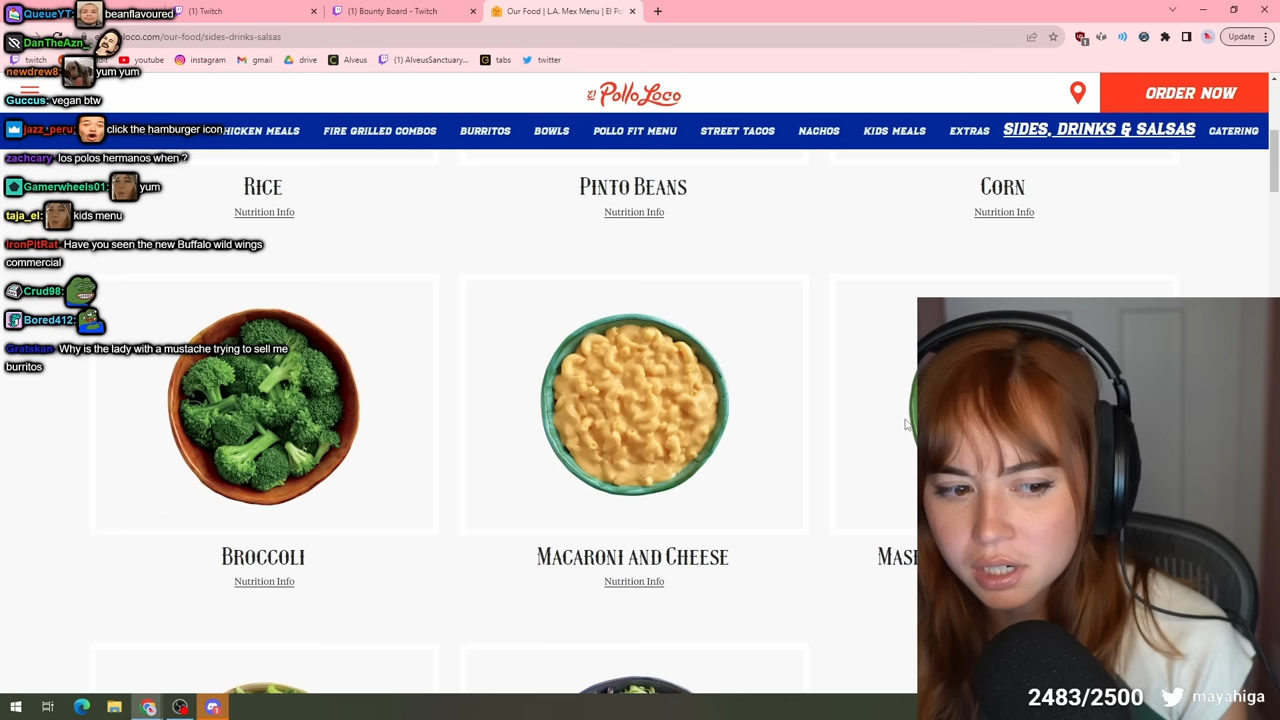 QueueYT: beanflavoured
DanTheAzn_:
newdrew8: yum yum
Guccus: vegan btw
jazz_peru: click the hamburger icon
zachcary: los polos hermanos when ?
Gamerwheels01: yum
taja_el: kids menu
IronPitRat: Have you seen the new Buffalo wild wings
commercial
Crud98:
Bored412:
Gratskan: Why is the lady with a mustache trying to sell me
burritos
(1) Twitch
(1) Bounty Board - Twitch
Our Food | L.A. Mex Menu | El Po
loco.com/our-food/sides-drinks-salsas
Update
twitch
youtube
instagram
gmail
drive
Alveus
(1) AlveusSanctuary...
tabs
twitter
El Pollo Loco
ORDER NOW
HICKEN MEALS
FIRE GRILLED COMBOS
BURRITOS
BOWLS
POLLO FIT MENU
STREET TACOS
NACHOS
KIDS MEALS
EXTRAS
SIDES, DRINKS & SALSAS
CATERING
RICE
Nutrition Info
PINTO BEANS
Nutrition Info
CORN
Nutrition Info
BROCCOLI
Nutrition Info
MACARONI AND CHEESE
Nutrition Info
MAS
2483/2500
mayahiga